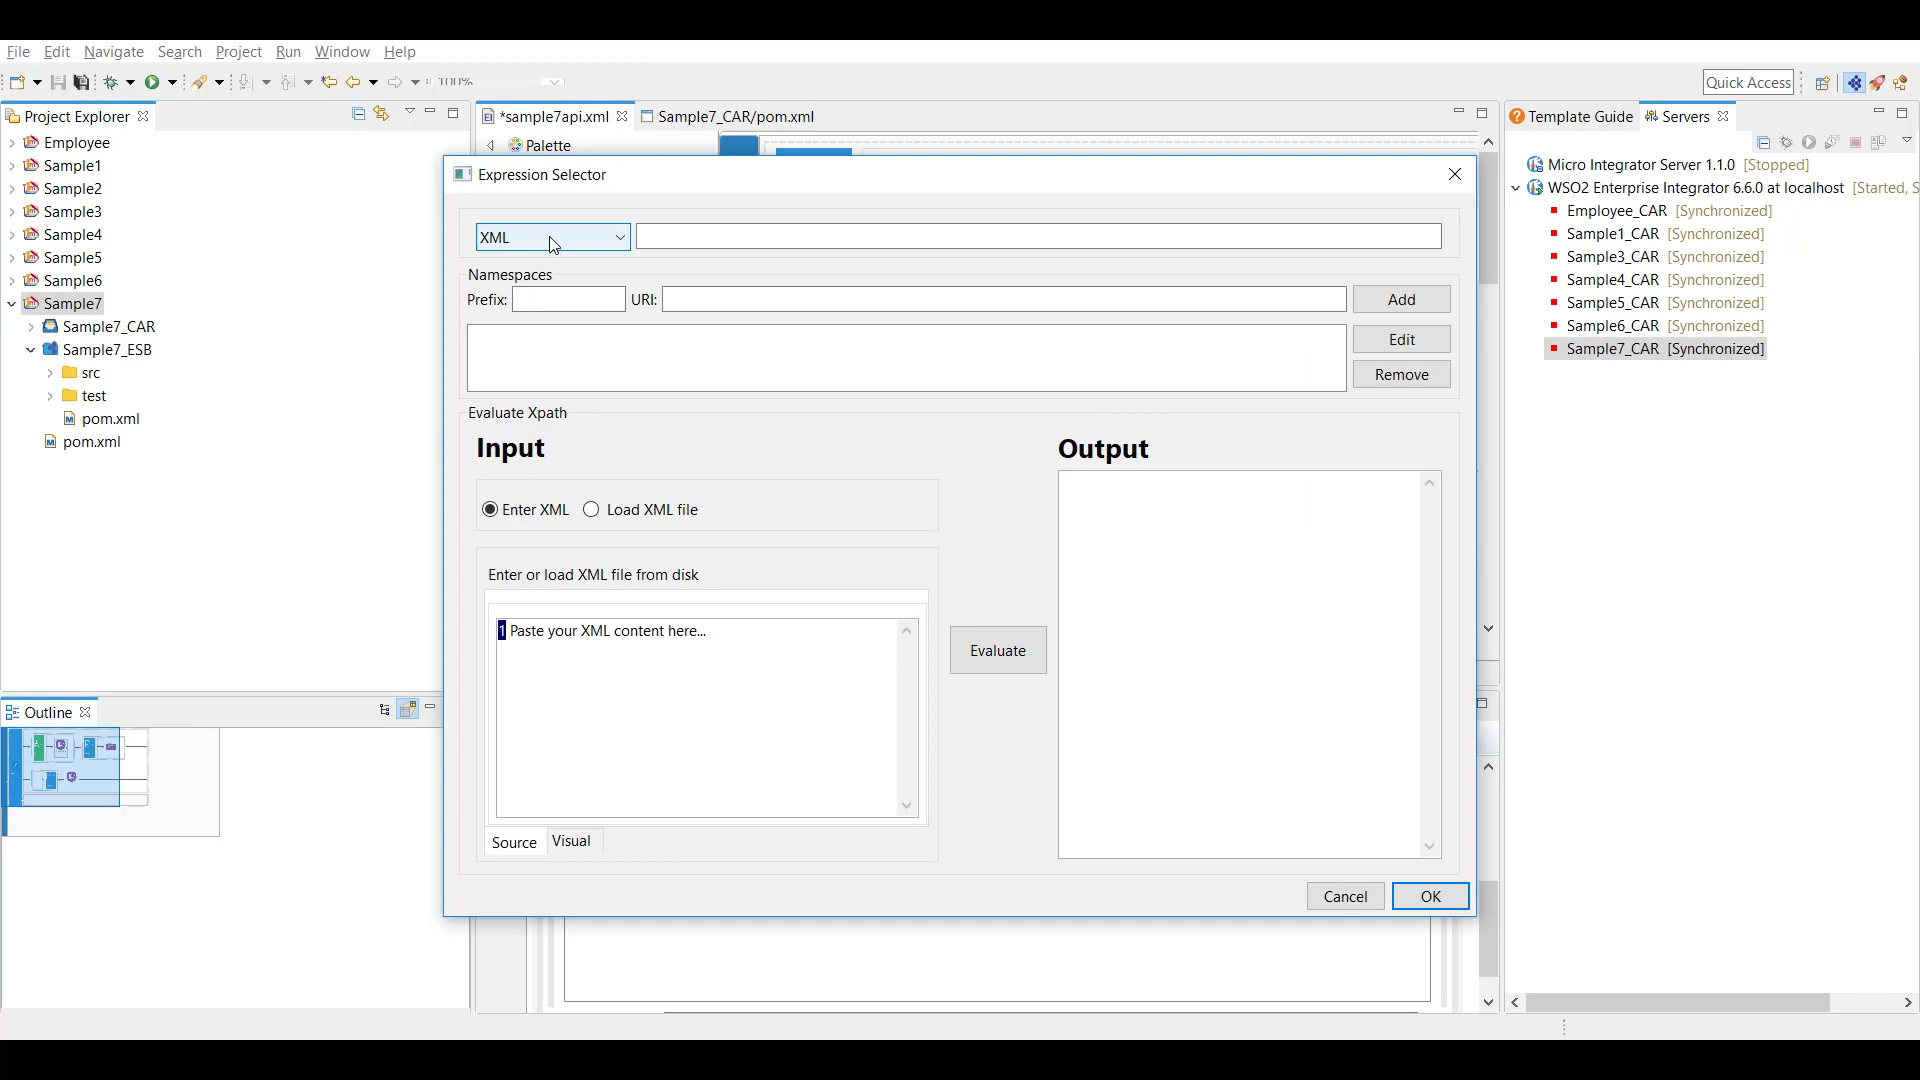 File Edit Navigate Search Project Run Window Help
100%
Quick Access
Project Explorer
Employee
Sample1
Sample2
Sample3
Sample4
Sample5
Sample6
Sample7
Sample7_CAR
Sample7_ESB
src
test
pom.xml
pom.xml
Outline
*sample7api.xml
Sample7_CAR/pom.xml
Palette
Expression Selector
XML
Namespaces
Prefix:
URI:
Add
Edit
Remove
Evaluate Xpath
Input
Enter XML
Load XML file
Enter or load XML file from disk
1 Paste your XML content here...
Source
Visual
Evaluate
Output
Cancel
OK
Template Guide
Servers
Micro Integrator Server 1.1.0 [Stopped]
WSO2 Enterprise Integrator 6.6.0 at localhost [Started, S
Employee_CAR [Synchronized]
Sample1_CAR [Synchronized]
Sample3_CAR [Synchronized]
Sample4_CAR [Synchronized]
Sample5_CAR [Synchronized]
Sample6_CAR [Synchronized]
Sample7_CAR [Synchronized]